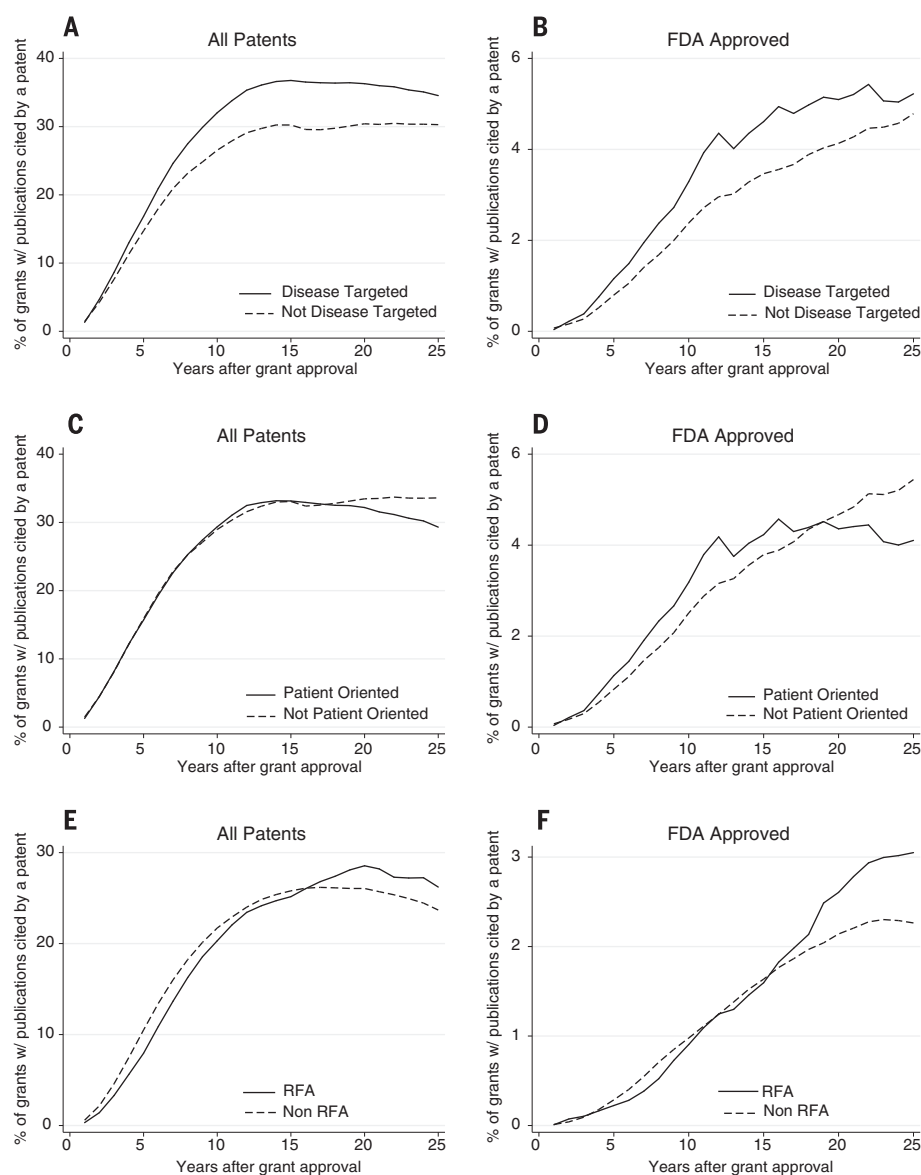 A
All Patents
% of grants w/ publications cited by a patent
40
30
20
10
0
Disease Targeted
Not Disease Targeted
0 5 10 15 20 25
Years after grant approval
B
FDA Approved
% of grants w/ publications cited by a patent
6
4
2
0
Disease Targeted
Not Disease Targeted
0 5 10 15 20 25
Years after grant approval
C
All Patents
% of grants w/ publications cited by a patent
40
30
20
10
0
Patient Oriented
Not Patient Oriented
0 5 10 15 20 25
Years after grant approval
D
FDA Approved
% of grants w/ publications cited by a patent
6
4
2
0
Patient Oriented
Not Patient Oriented
0 5 10 15 20 25
Years after grant approval
E
All Patents
% of grants w/ publications cited by a patent
30
20
10
0
RFA
Non RFA
0 5 10 15 20 25
Years after grant approval
F
FDA Approved
% of grants w/ publications cited by a patent
3
2
1
0
RFA
Non RFA
0 5 10 15 20 25
Years after grant approval